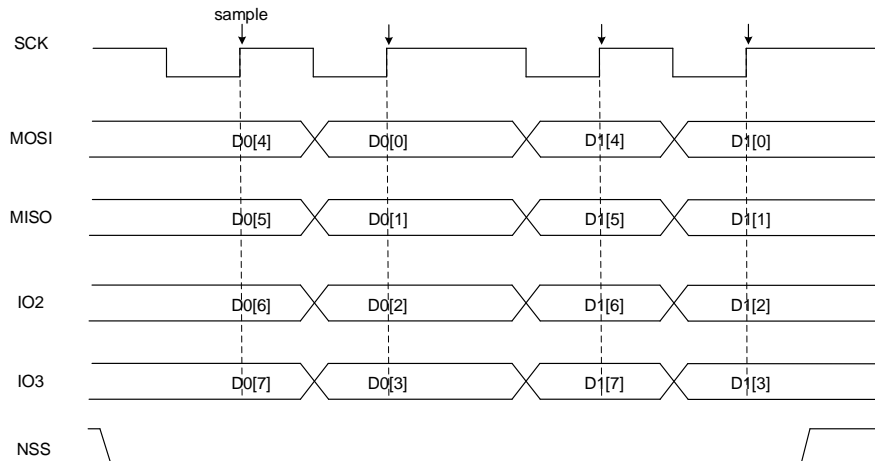 sample
SCK
MOSI D0[4] D0[0] D1[4] D1[0]
MISO D0[5] D0[1] D1[5] D1[1]
IO2 D0[6] D0[2] D1[6] D1[2]
IO3 D0[7] D0[3] D1[7] D1[3]
NSS